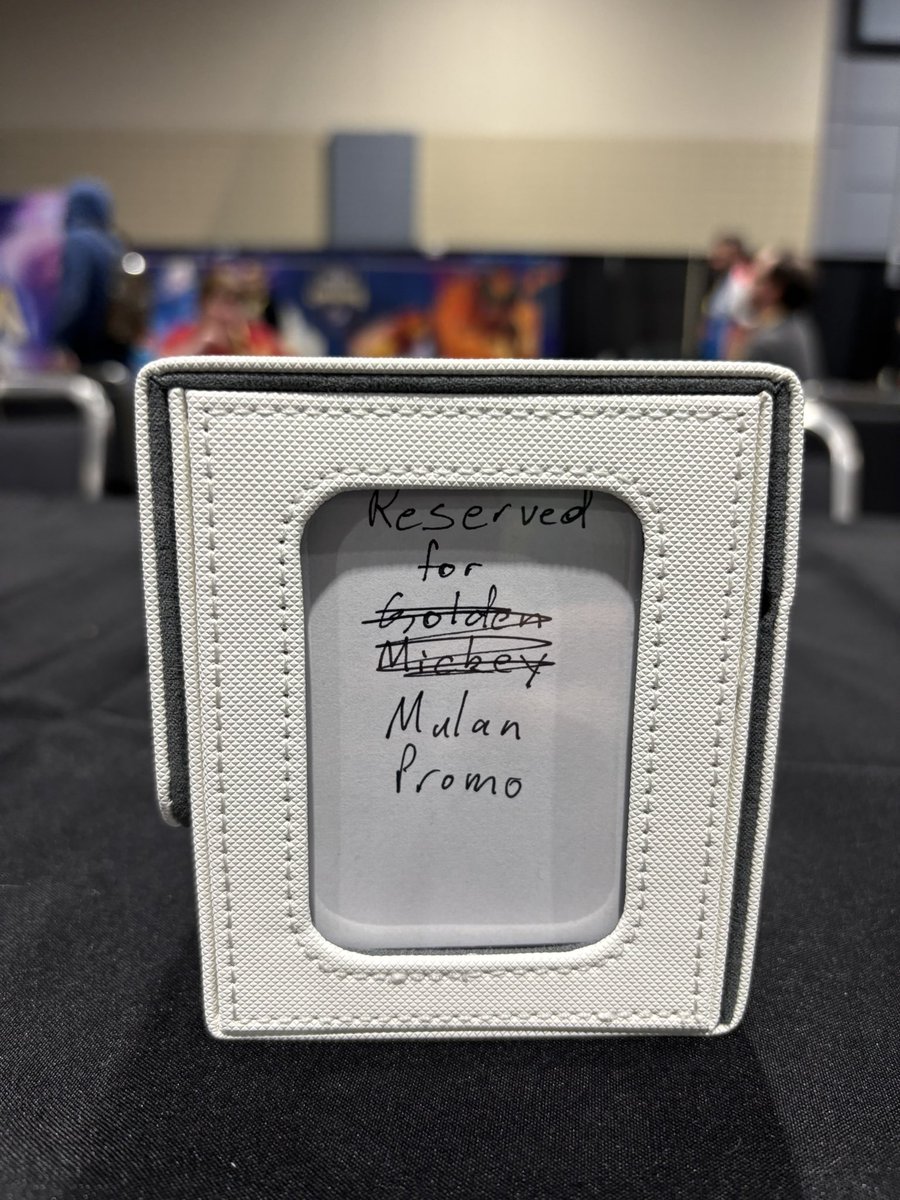 Reserved
for
Golden
Mickey
Mulan
Promo